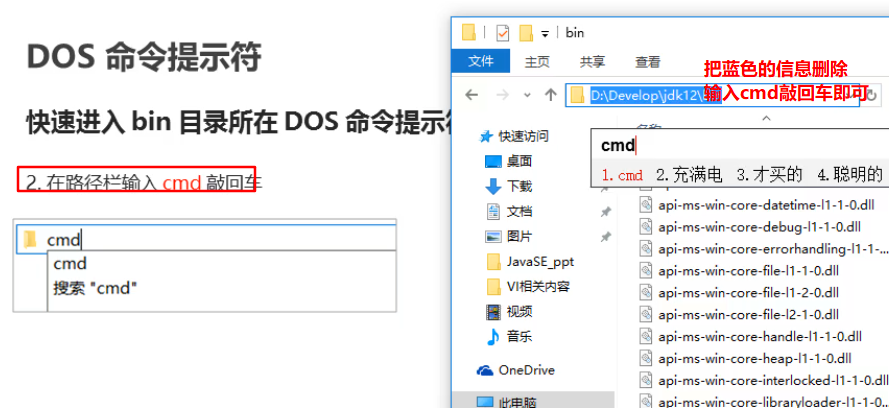 DOS 命令提示符
快速进入 bin 目录所在 DOS 命令提示
2. 在路径栏输入 cmd 敲回车
cmd
cmd
搜索 "cmd"
bin
文件 主页 共享 查看
把蓝色的信息删除
D:\Develop\jdk12\
输入cmd敲回车即可
名称
cmd
1.cmd 2.充满电 3.才买的 4.聪明的
快速访问
桌面
下载
文档
图片
JavaSE_ppt
VI相关内容
视频
音乐
OneDrive
此电脑
api-ms-win-core-datetime-l1-1-0.dll
api-ms-win-core-debug-l1-1-0.dll
api-ms-win-core-errorhandling-l1-1-...
api-ms-win-core-file-l1-1-0.dll
api-ms-win-core-file-l1-2-0.dll
api-ms-win-core-file-l2-1-0.dll
api-ms-win-core-handle-l1-1-0.dll
api-ms-win-core-heap-l1-1-0.dll
api-ms-win-core-interlocked-l1-1-0.dll
api-ms-win-core-libraryloader-l1-1-0...